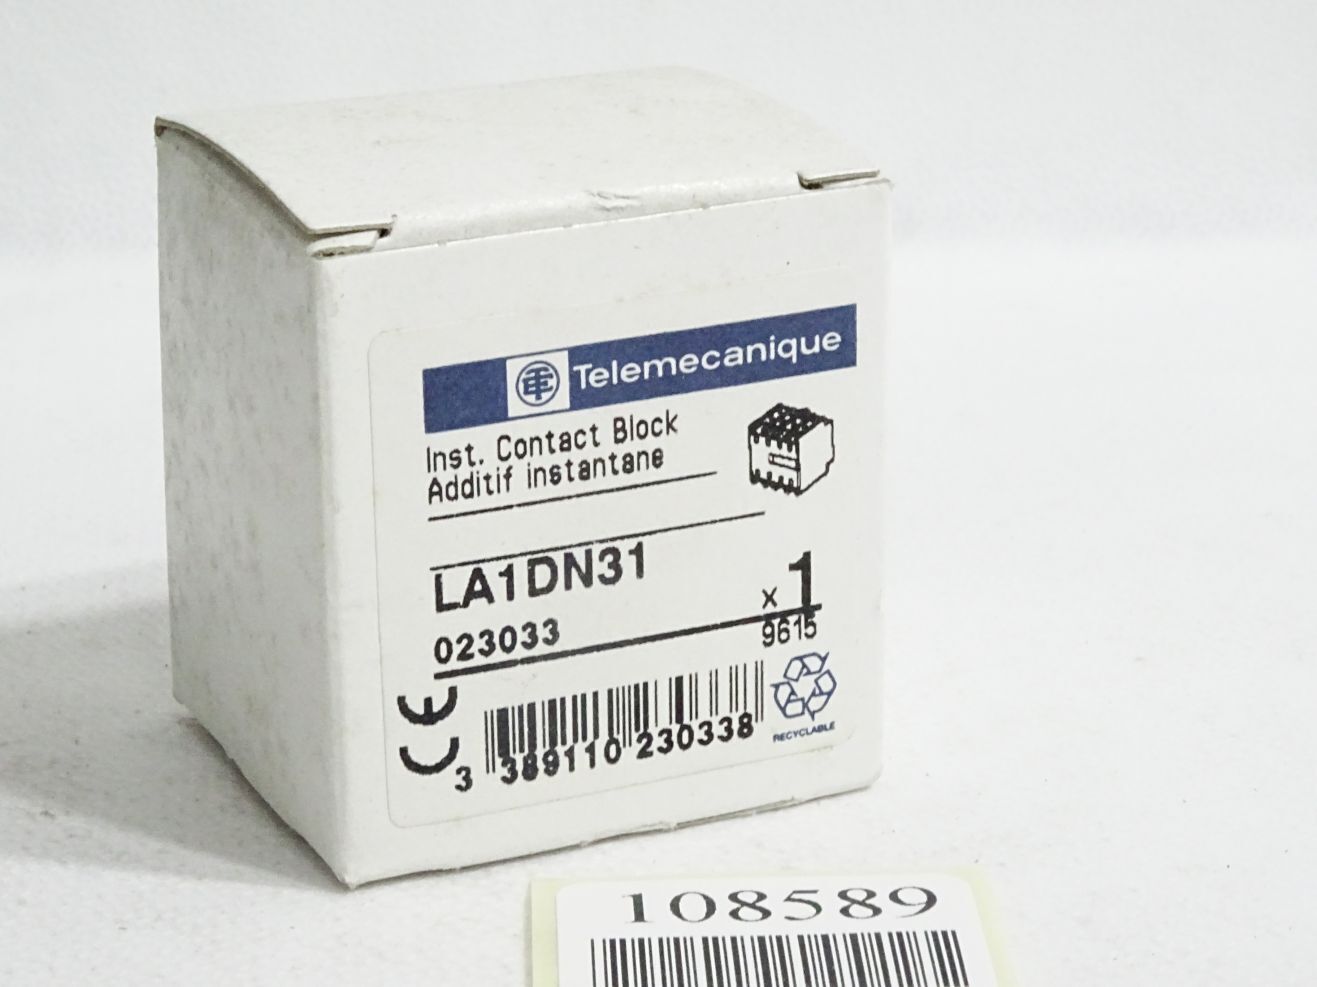 Telemecanique
Inst. Contact Block
Additif instantane
LA1DN31
x 1
023033
9615
3 389110 230338
RECYCLABLE
108589